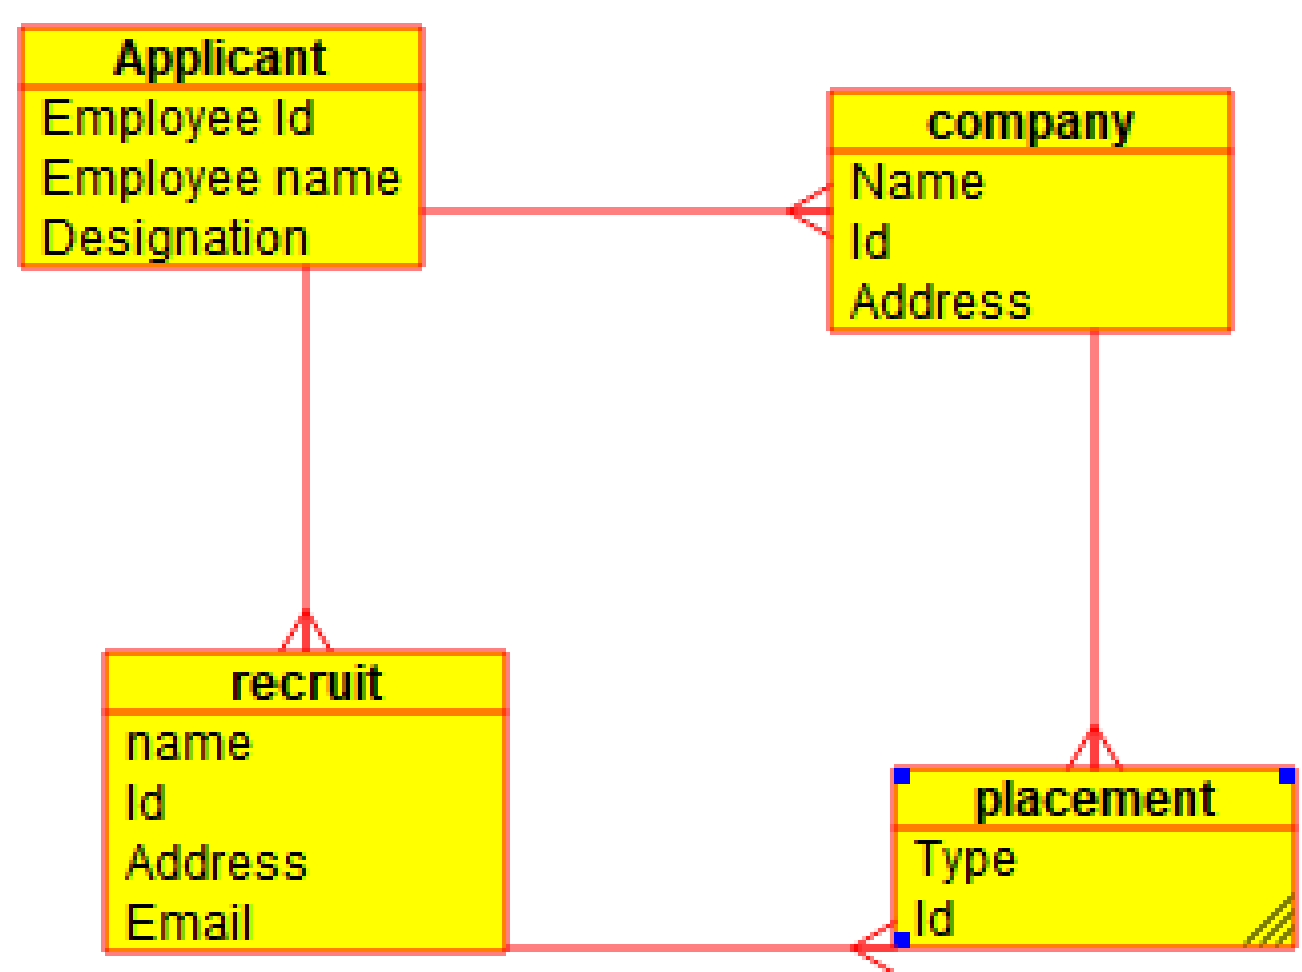 Applicant
Employee Id
Employee name
Designation
company
Name
Id
Address
recruit
name
Id
Address
Email
placement
Type
Id